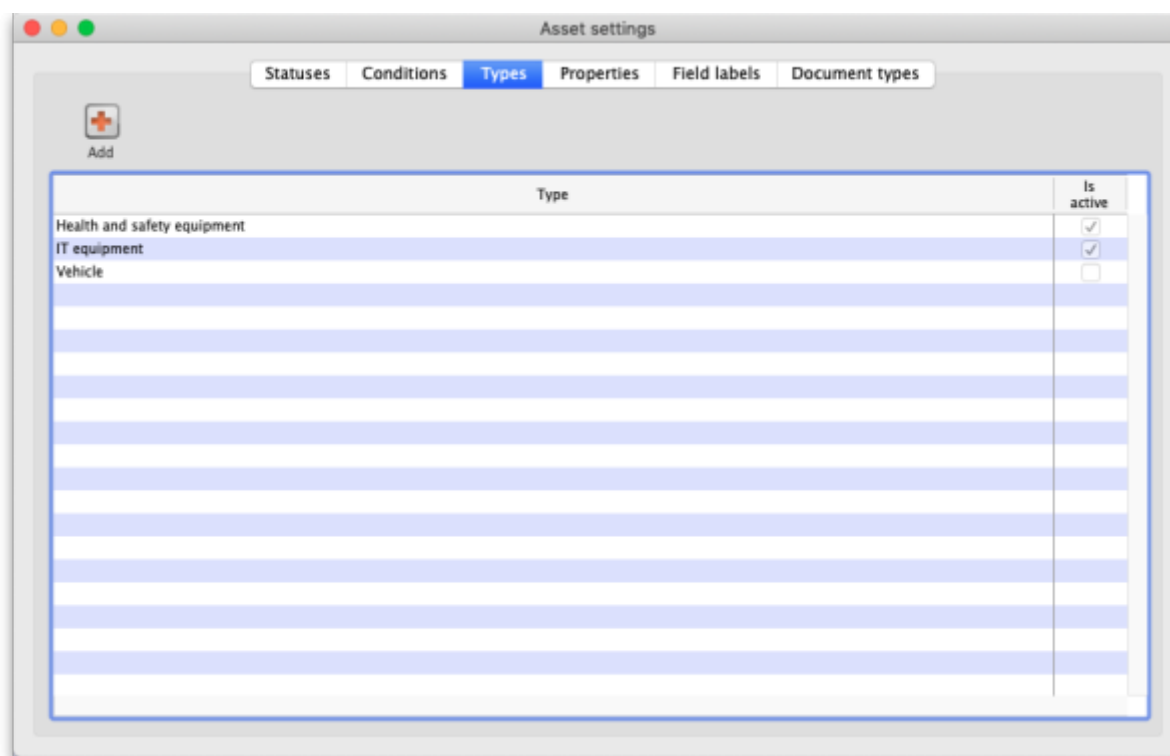 Asset settings
Statuses Conditions Types Properties Field labels Document types
Add
Type
Is
active
Health and safety equipment
IT equipment
Vehicle